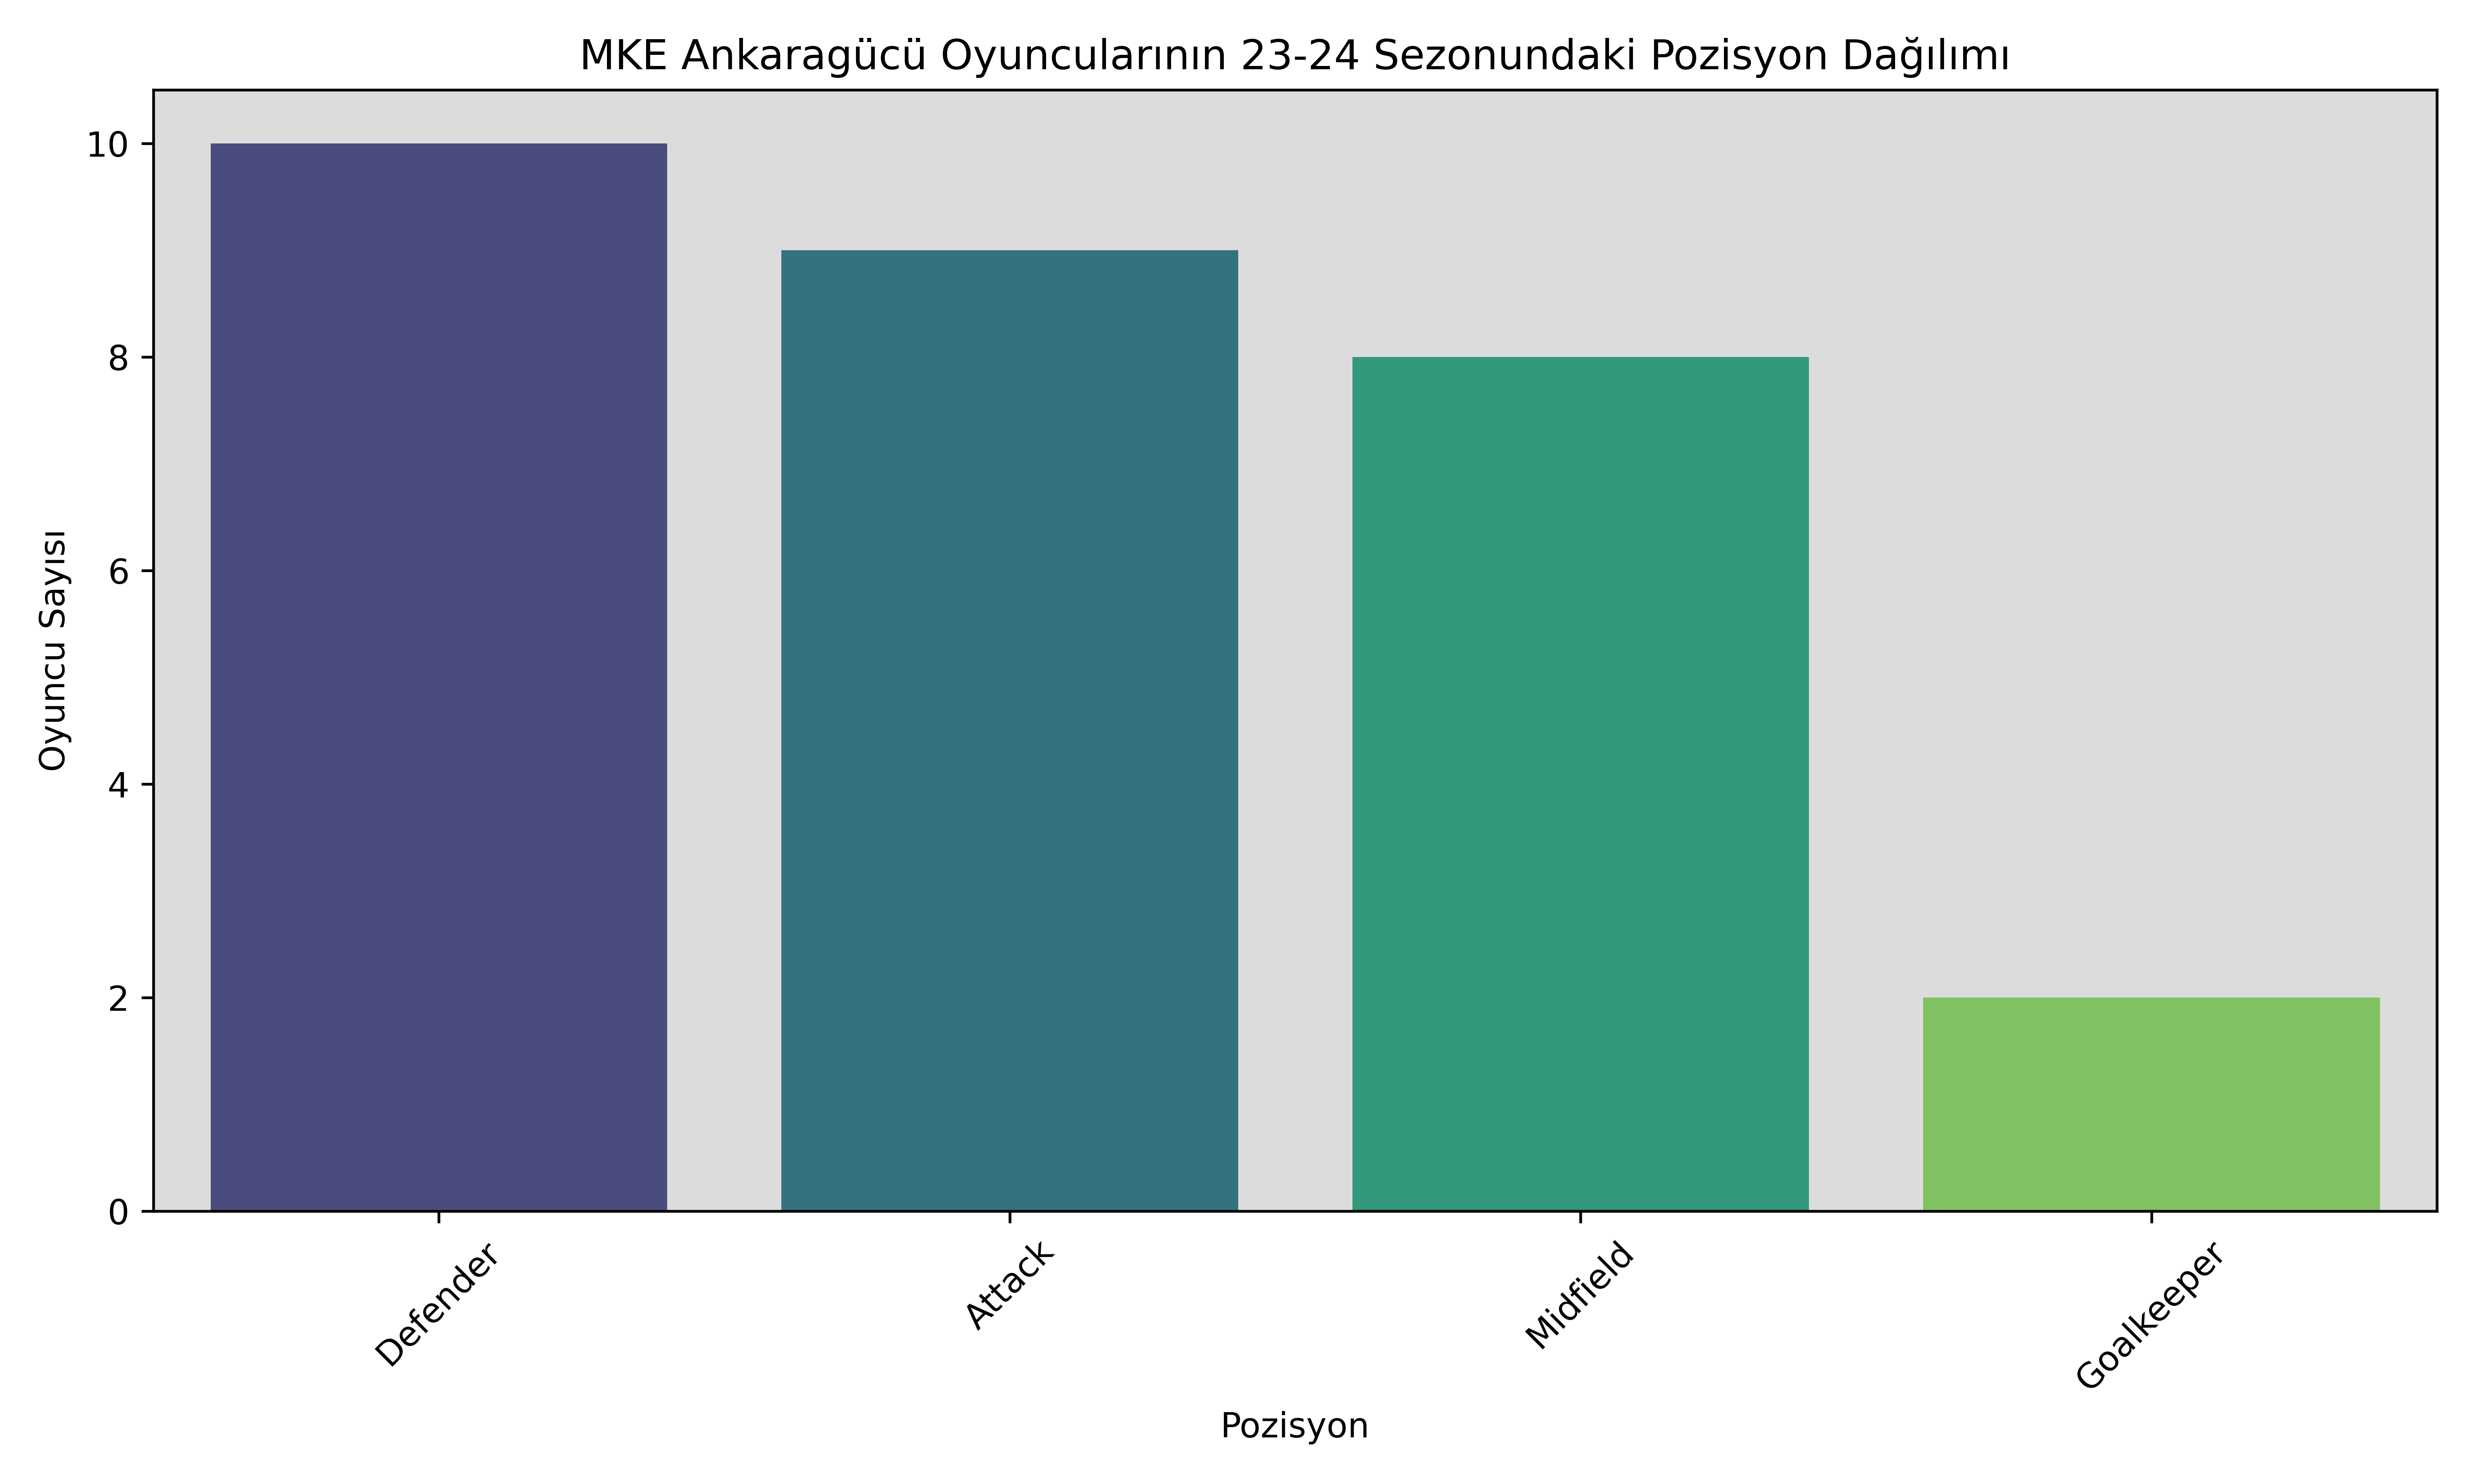 MKE Ankaragücü Oyuncularının 23-24 Sezonundaki Pozisyon Dağılımı
Oyuncu Sayısı
10
8
6
4
2
0
Defender
Attack
Midfield
Goalkeeper
Pozisyon